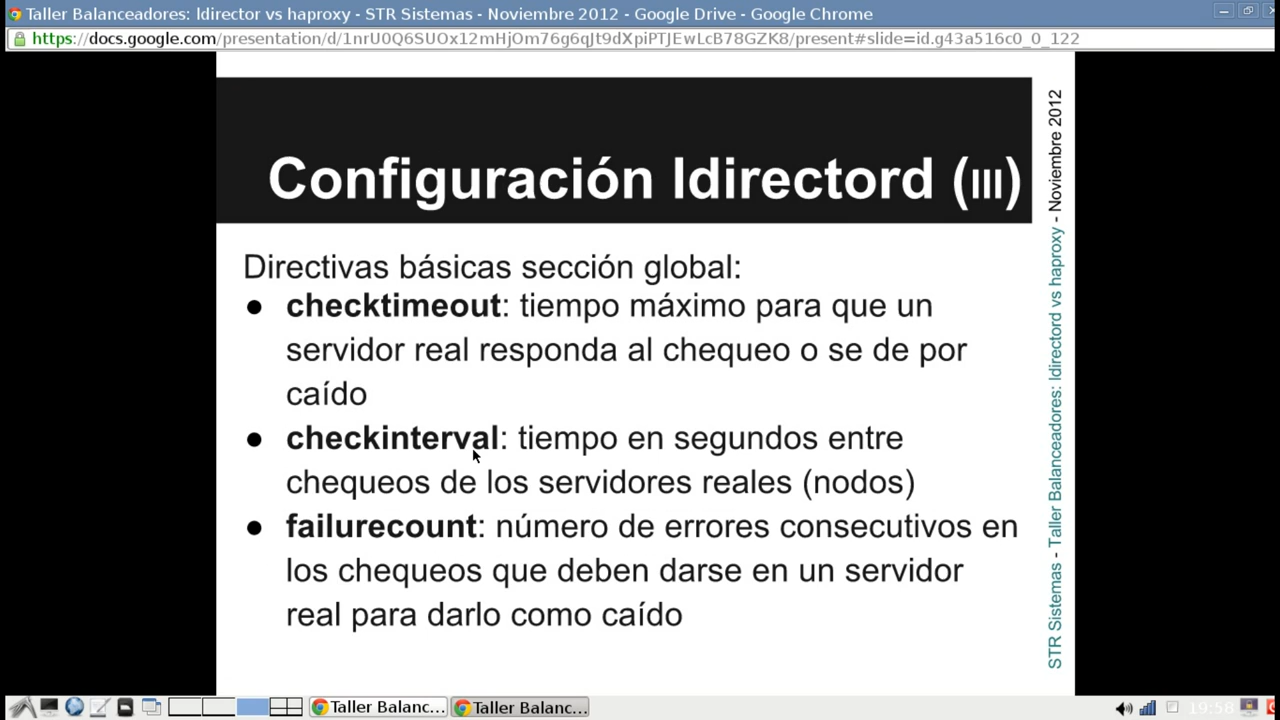 Taller Balanceadores: ldirector vs haproxy - STR Sistemas - Noviembre 2012 - Google Drive - Google Chrome
https://docs.google.com/presentation/d/1nrU0Q6SUOx12mHjOm76g6qJt9dXpiPTJEwLcB78GZK8/present#slide=id.g43a516c0_0_122
Configuración ldirectord (III)
Directivas básicas sección global:
● checktimeout: tiempo máximo para que un
servidor real responda al chequeo o se de por
caído
● checkinterval: tiempo en segundos entre
chequeos de los servidores reales (nodos)
● failurecount: número de errores consecutivos en
los chequeos que deben darse en un servidor
real para darlo como caído
STR Sistemas - Taller Balanceadores: ldirectord vs haproxy - Noviembre 2012
Taller Balanc...
Taller Balanc...
19:58